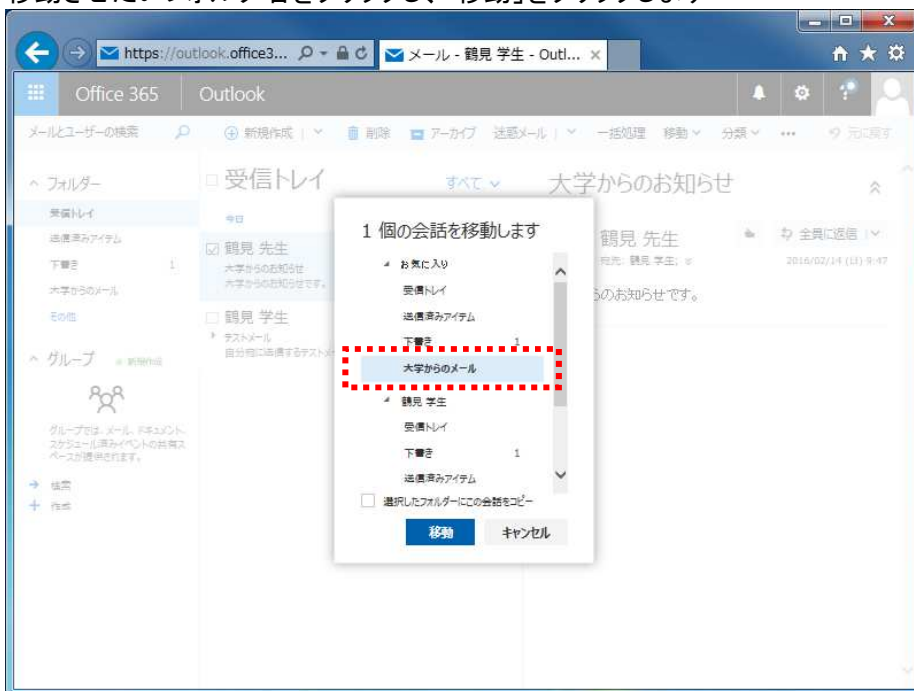 移動させたいフォルダ名をクリックし、「移動」をクリックします
https://outlook.office3...
メール - 鶴見 学生 - Outl...
Office 365
Outlook
メールとユーザーの検索
新規作成
削除
アーカイブ
迷惑メール
一括処理
移動
分類
元に戻す
フォルダー
受信トレイ
送信済みアイテム
下書き 1
大学からのメール
その他
グループ
新規作成
グループでは、メール、ドキュメント、
スケジュール済みイベントの共有ス
ペースが提供されます。
検索
作成
受信トレイ
すべて
今日
鶴見 先生
大学からのお知らせ
大学からのお知らせです。
鶴見 学生
テストメール
自分宛に送信するテストメ
1 個の会話を移動します
お気に入り
受信トレイ
送信済みアイテム
下書き 1
大学からのメール
鶴見 学生
受信トレイ
下書き 1
送信済みアイテム
選択したフォルダーにこの会話をコピー
移動
キャンセル
大学からのお知らせ
鶴見 先生
宛先: 鶴見 学生;
全員に返信
2016/02/14 (日) 9:47
らのお知らせです。